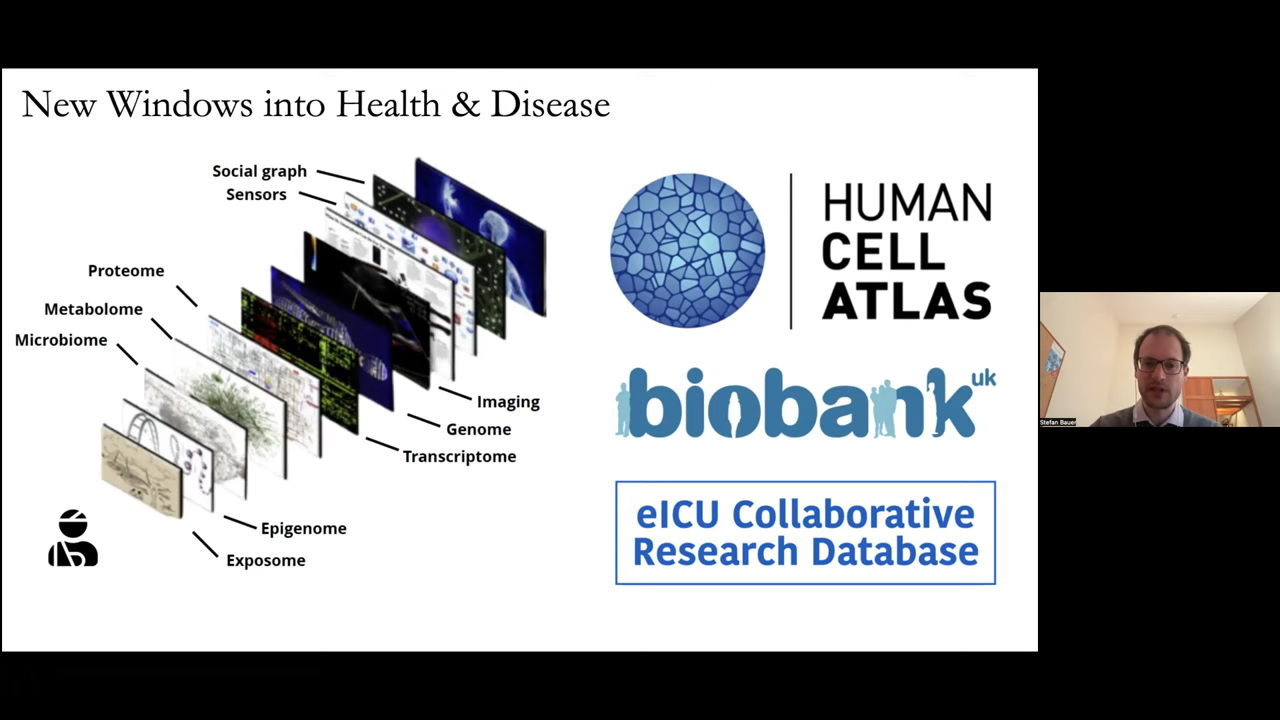 New Windows into Health & Disease
Social graph
Sensors
Proteome
Metabolome
Microbiome
Imaging
Genome
Transcriptome
Epigenome
Exposome
HUMAN
CELL
ATLAS
biobank uk
eICU Collaborative
Research Database
Stefan Bauer